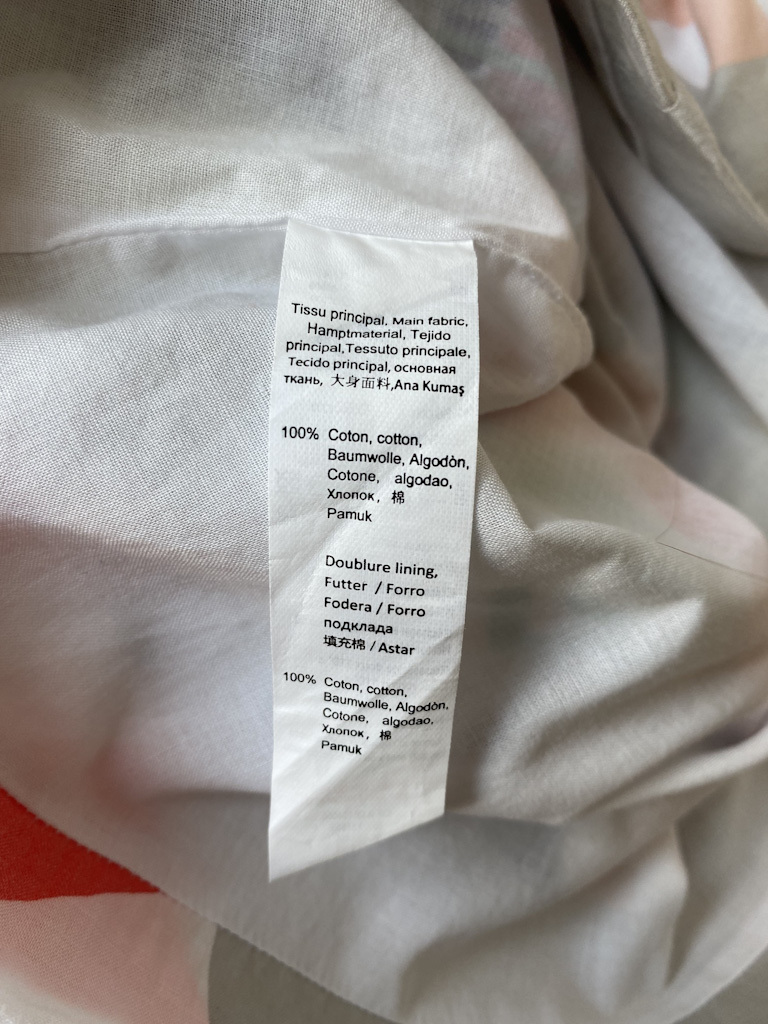 Tissu principal, Main fabric,
Hamptmaterial, Tejido
principal,Tessuto principale,
Tecido principal, основная
ткань, 大身面料,Ana Kumaş
100% Coton, cotton,
Baumwolle, Algodòn,
Cotone, algodao,
Хлопок, 棉
Pamuk
Doublure lining,
Futter / Forro
Fodera / Forro
подклада
填充棉 / Astar
100% Coton, cotton,
Baumwolle, Algodòn,
Cotone, algodao,
Хлопок, 棉
Pamuk